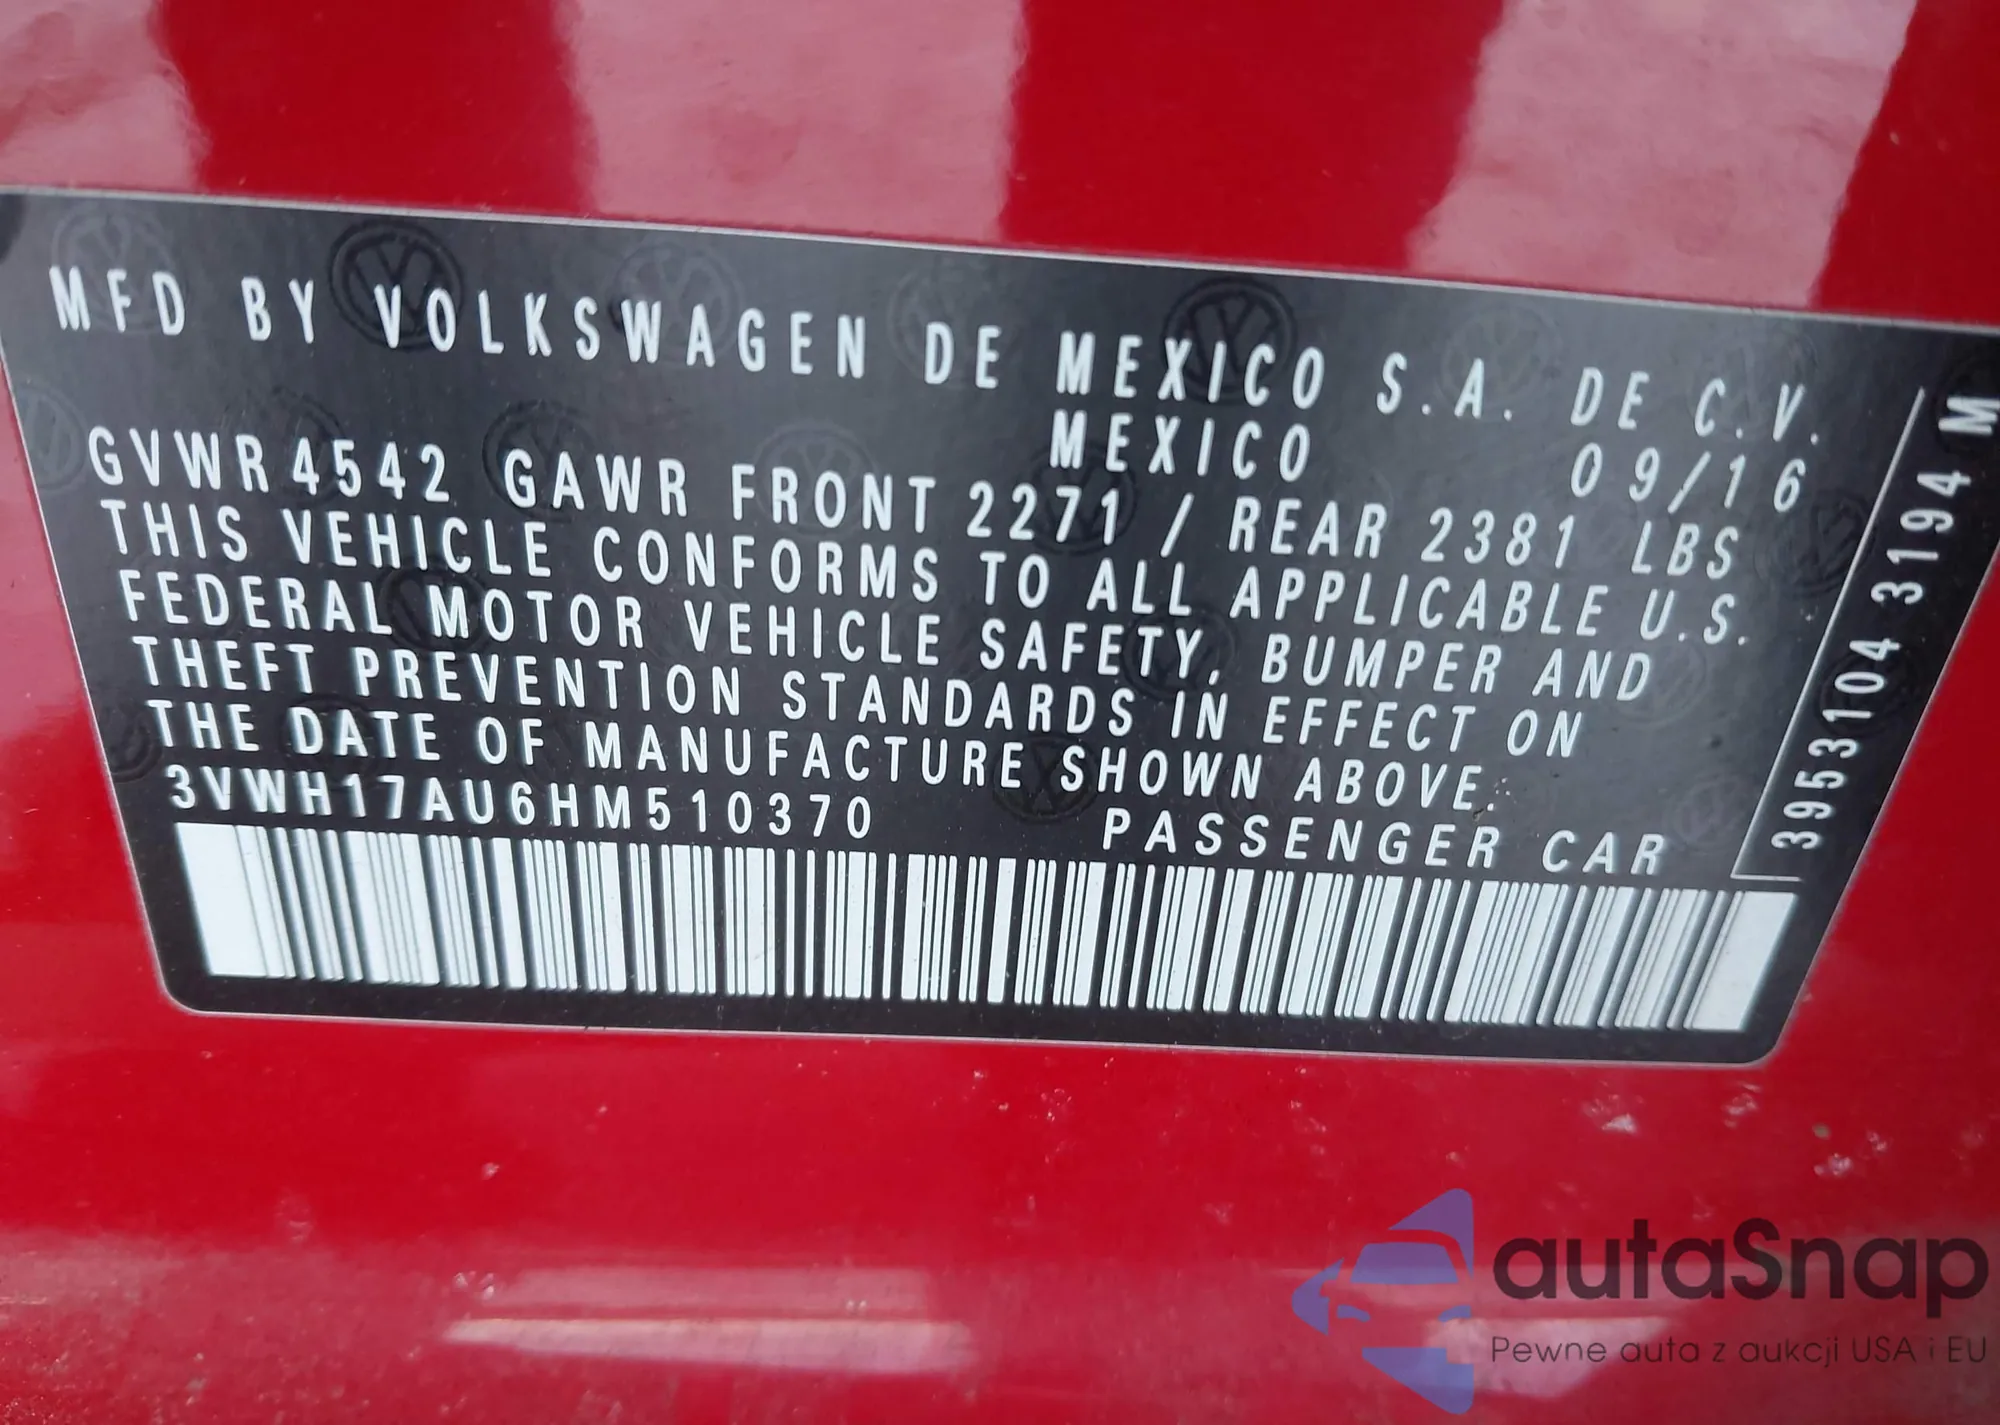 MFD BY VOLKSWAGEN DE MEXICO S.A. DE C.V.
MEXICO 09/16
GVWR 4542 GAWR FRONT 2271 / REAR 2381 LBS
THIS VEHICLE CONFORMS TO ALL APPLICABLE U.S.
FEDERAL MOTOR VEHICLE SAFETY, BUMPER AND
THEFT PREVENTION STANDARDS IN EFFECT ON
THE DATE OF MANUFACTURE SHOWN ABOVE.
3VWH17AU6HM510370 PASSENGER CAR
3953104 3194 M
autaSnap
Pewne auta z aukcji USA i EU